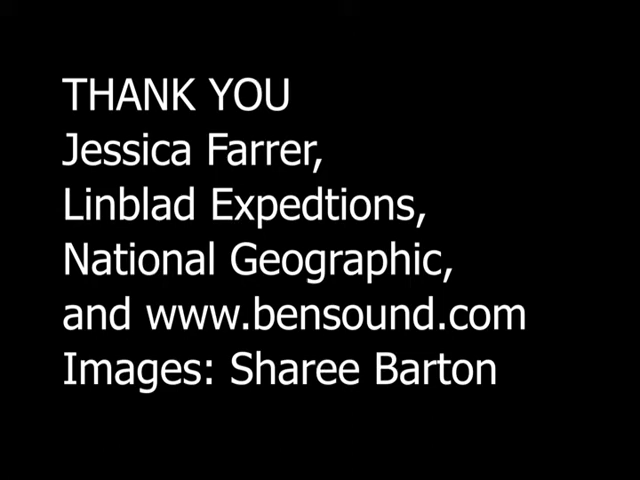 THANK YOU
Jessica Farrer,
Linblad Expedtions,
National Geographic,
and www.bensound.com
Images: Sharee Barton